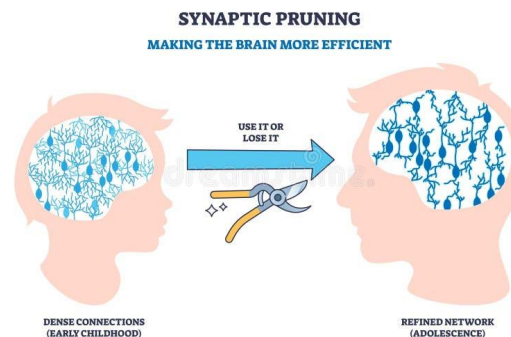 SYNAPTIC PRUNING
MAKING THE BRAIN MORE EFFICIENT
USE IT OR
LOSE IT
dreamstime.
DENSE CONNECTIONS
(EARLY CHILDHOOD)
REFINED NETWORK
(ADOLESCENCE)